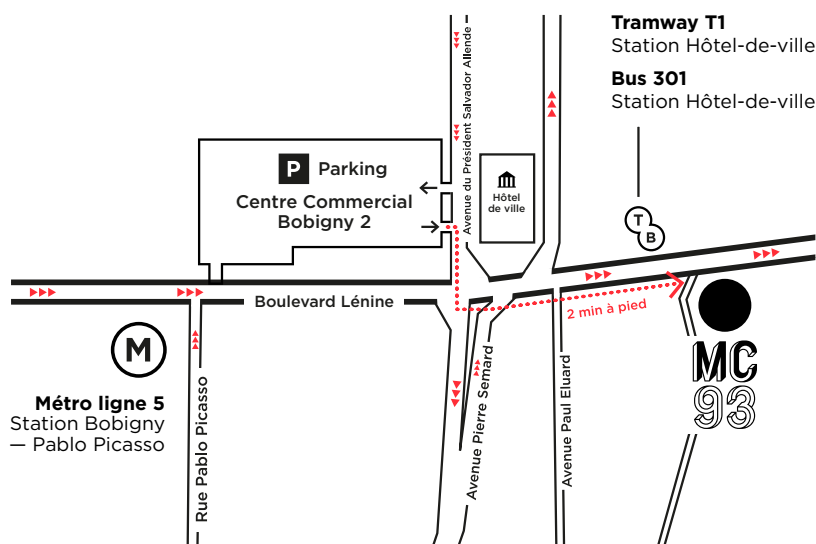 Tramway T1
Station Hôtel-de-ville
Bus 301
Station Hôtel-de-ville
Avenue du Président Salvador Allende
P Parking
Centre Commercial
Bobigny 2
Hôtel
de ville
T
B
Boulevard Lénine
2 min à pied
M
Métro ligne 5
Station Bobigny
— Pablo Picasso
Rue Pablo Picasso
Avenue Pierre Semard
Avenue Paul Eluard
MC
93